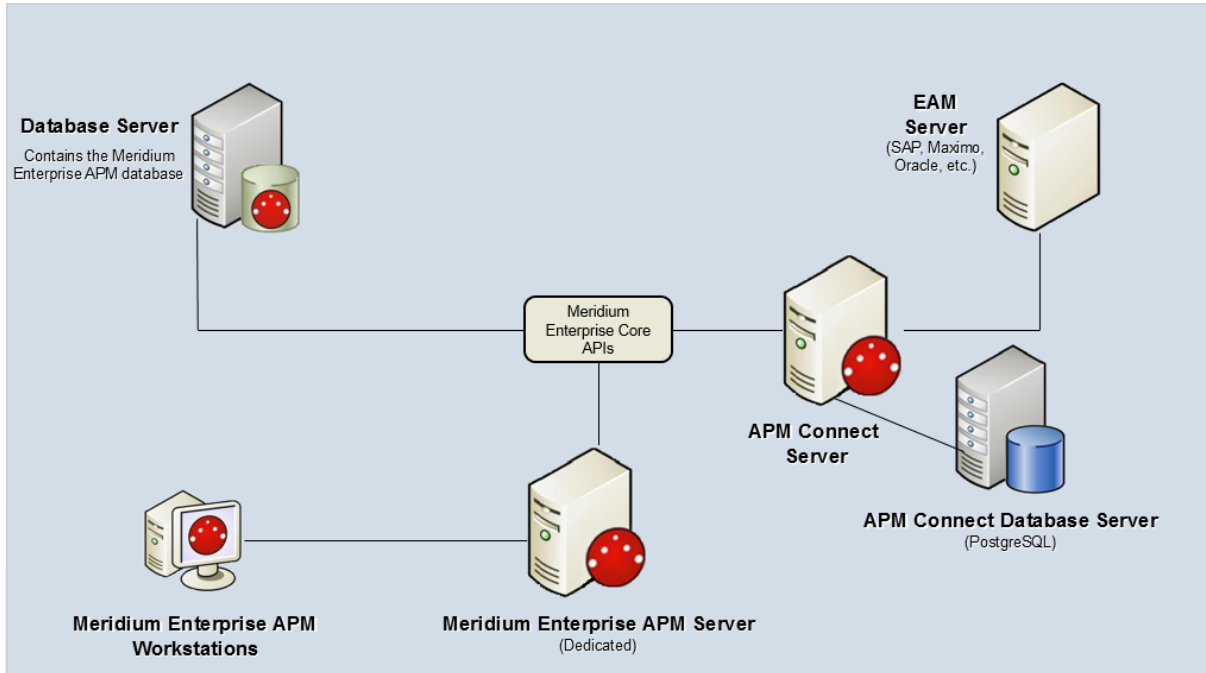 Database Server
Contains the Meridium
Enterprise APM database
EAM
Server
(SAP, Maximo,
Oracle, etc.)
Meridium
Enterprise Core
APIs
APM Connect
Server
APM Connect Database Server
(PostgreSQL)
Meridium Enterprise APM
Workstations
Meridium Enterprise APM Server
(Dedicated)